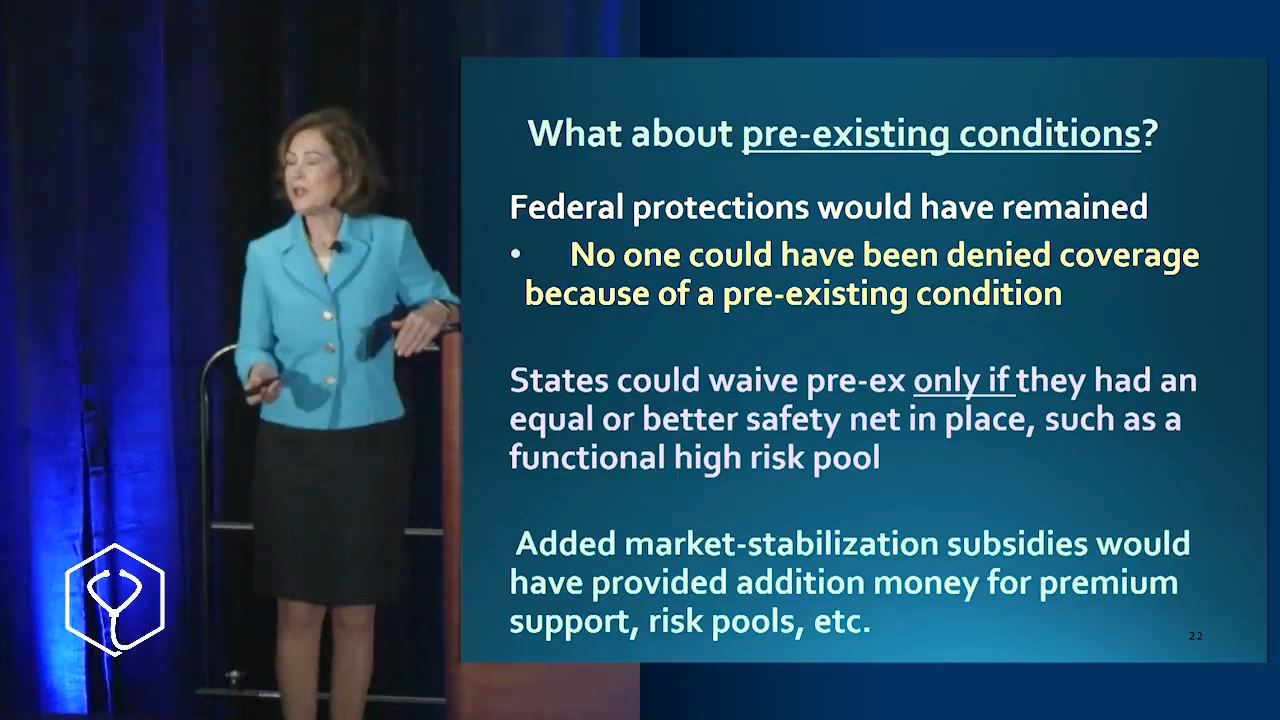 What about pre-existing conditions?
Federal protections would have remained
• No one could have been denied coverage
because of a pre-existing condition
States could waive pre-ex only if they had an
equal or better safety net in place, such as a
functional high risk pool
Added market-stabilization subsidies would
have provided addition money for premium
support, risk pools, etc.
22